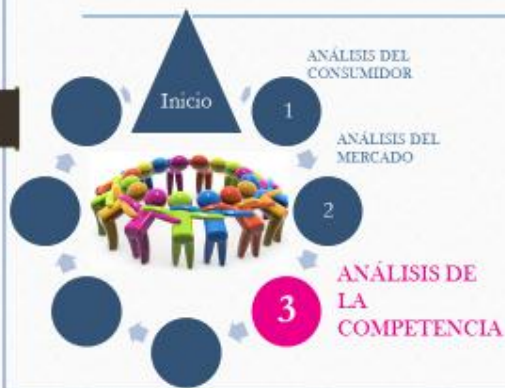 Inicio
1
ANÁLISIS DEL
CONSUMIDOR
2
ANÁLISIS DEL
MERCADO
3
ANÁLISIS DE
LA
COMPETENCIA